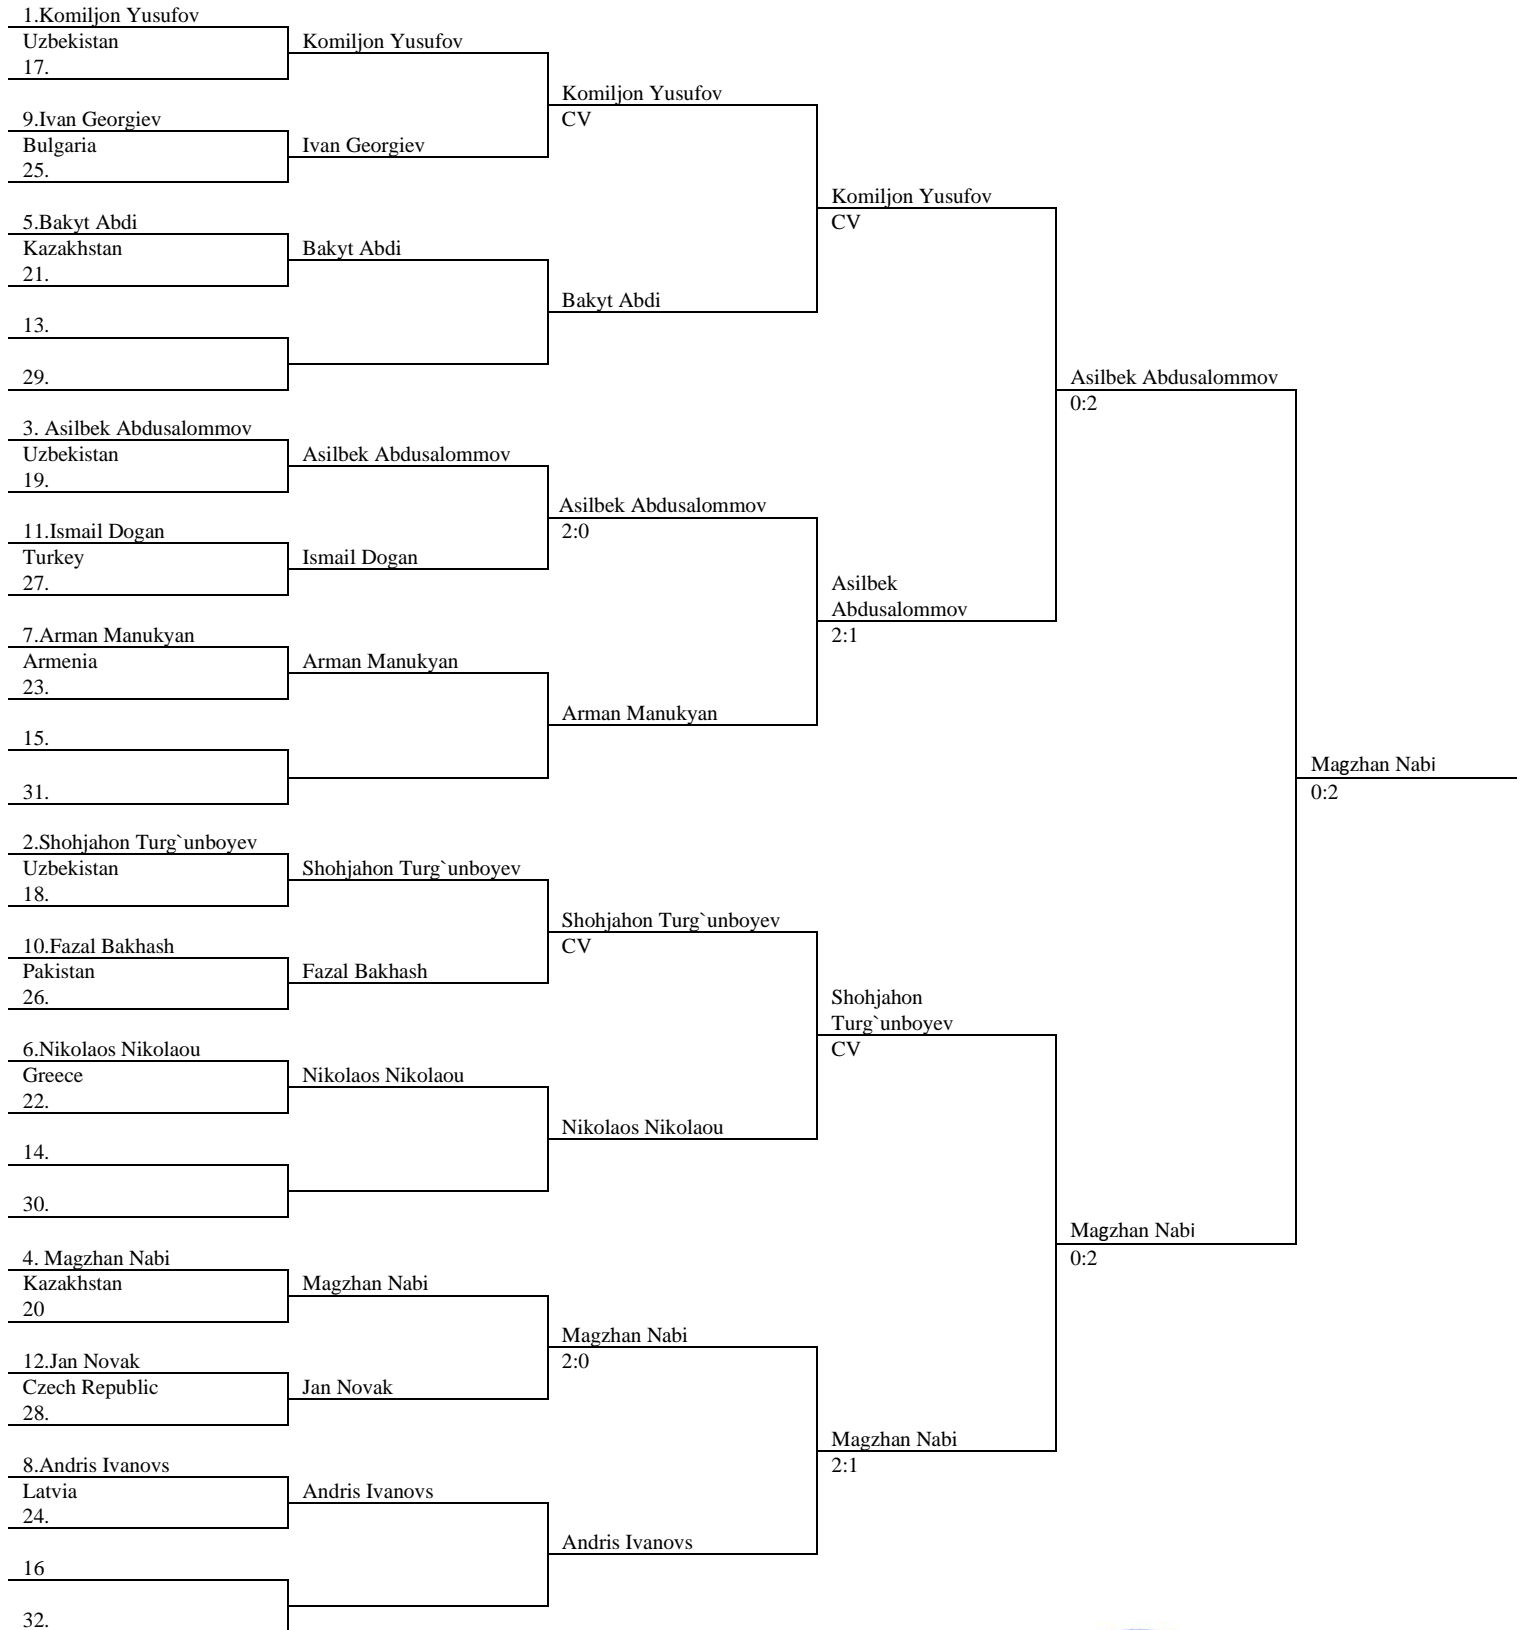 1.Komiljon Yusufov
Uzbekistan
17.
9.Ivan Georgiev
Bulgaria
25.
5.Bakyt Abdi
Kazakhstan
21.
13.
29.
3. Asilbek Abdusalommov
Uzbekistan
19.
11.Ismail Dogan
Turkey
27.
7.Arman Manukyan
Armenia
23.
15.
31.
2.Shohjahon Turg`unboyev
Uzbekistan
18.
10.Fazal Bakhash
Pakistan
26.
6.Nikolaos Nikolaou
Greece
22.
14.
30.
4. Magzhan Nabi
Kazakhstan
20
12.Jan Novak
Czech Republic
28.
8.Andris Ivanovs
Latvia
24.
16
32.
Komiljon Yusufov
Ivan Georgiev
Bakyt Abdi
Asilbek Abdusalommov
Ismail Dogan
Arman Manukyan
Shohjahon Turg`unboyev
Fazal Bakhash
Nikolaos Nikolaou
Magzhan Nabi
Jan Novak
Andris Ivanovs
Komiljon Yusufov
CV
Bakyt Abdi
Asilbek Abdusalommov
2:0
Arman Manukyan
Shohjahon Turg`unboyev
CV
Nikolaos Nikolaou
Magzhan Nabi
2:0
Andris Ivanovs
Komiljon Yusufov
CV
Asilbek
Abdusalommov
2:1
Shohjahon
Turg`unboyev
CV
Magzhan Nabi
2:1
Asilbek Abdusalommov
0:2
Magzhan Nabi
0:2
Magzhan Nabi
0:2